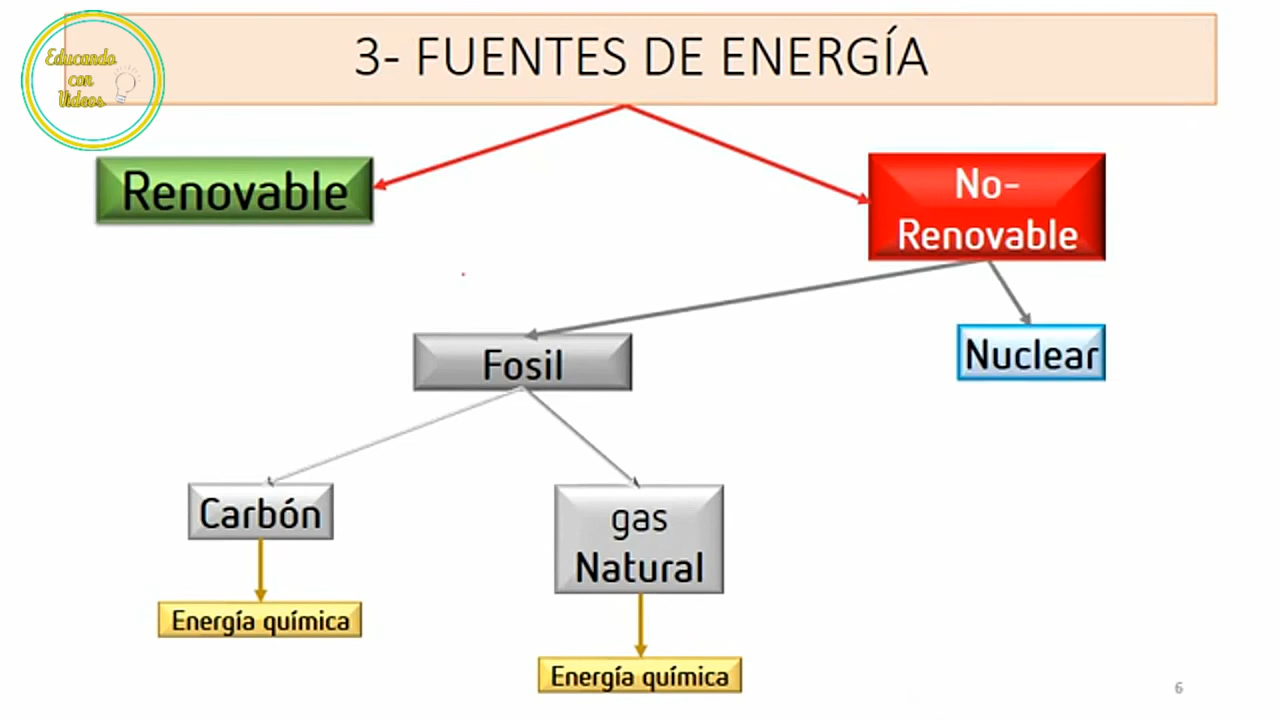 Educando
con
Videos
3- FUENTES DE ENERGÍA
Renovable
No-
Renovable
Fosil
Nuclear
Carbón
gas
Natural
Energía química
Energía química
6